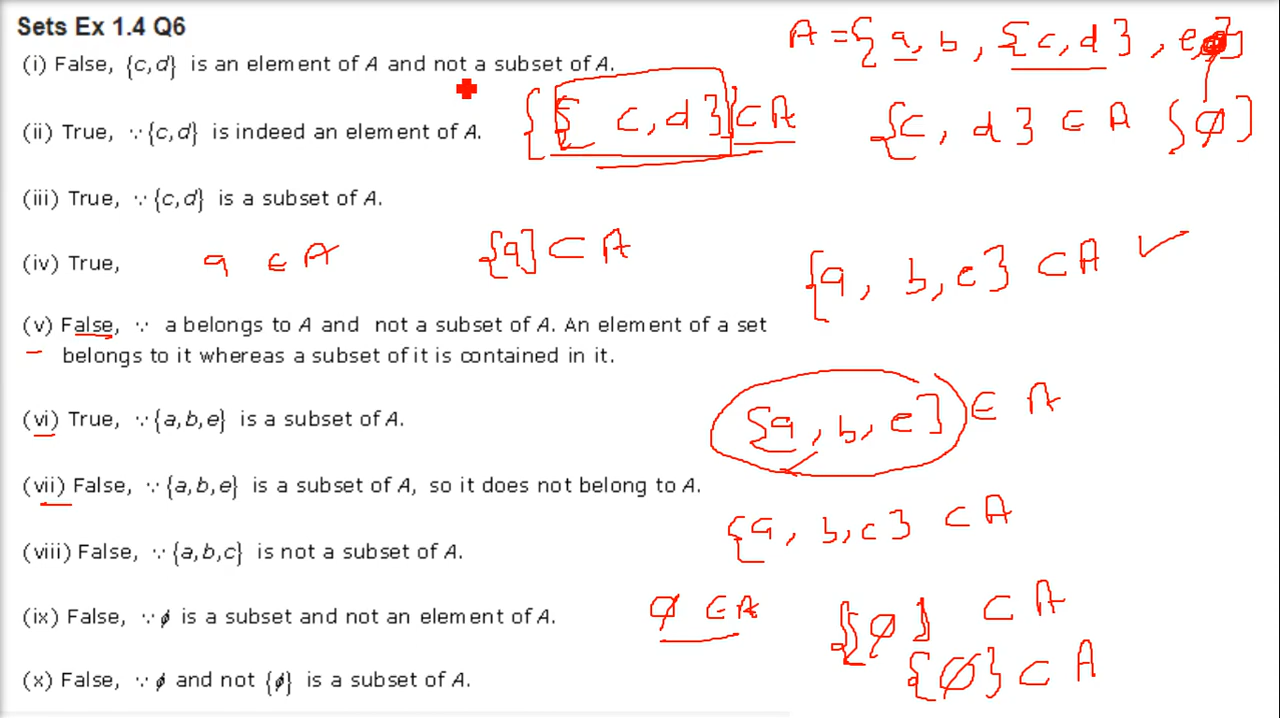 Sets Ex 1.4 Q6
A = {a, b, {c, d}, e, }
(i) False, {c,d} is an element of A and not a subset of A.
{{c, d}} ⊂ A
{c, d} ∈ A {φ}
(ii) True, ∵ {c,d} is indeed an element of A.
(iii) True, ∵ {c,d} is a subset of A.
(iv) True, a ∈ A {a} ⊂ A
{a, b, e} ⊂ A ✓
(v) False, ∵ a belongs to A and not a subset of A. An element of a set
belongs to it whereas a subset of it is contained in it.
(vi) True, ∵ {a,b,e} is a subset of A.
{a, b, e} ∈ A
(vii) False, ∵ {a,b,e} is a subset of A, so it does not belong to A.
{a, b, c} ⊂ A
(viii) False, ∵ {a,b,c} is not a subset of A.
(ix) False, ∵ φ is a subset and not an element of A.
φ ∈ A {φ} ⊂ A
{φ} ⊂ A
(x) False, ∵ φ and not {φ} is a subset of A.